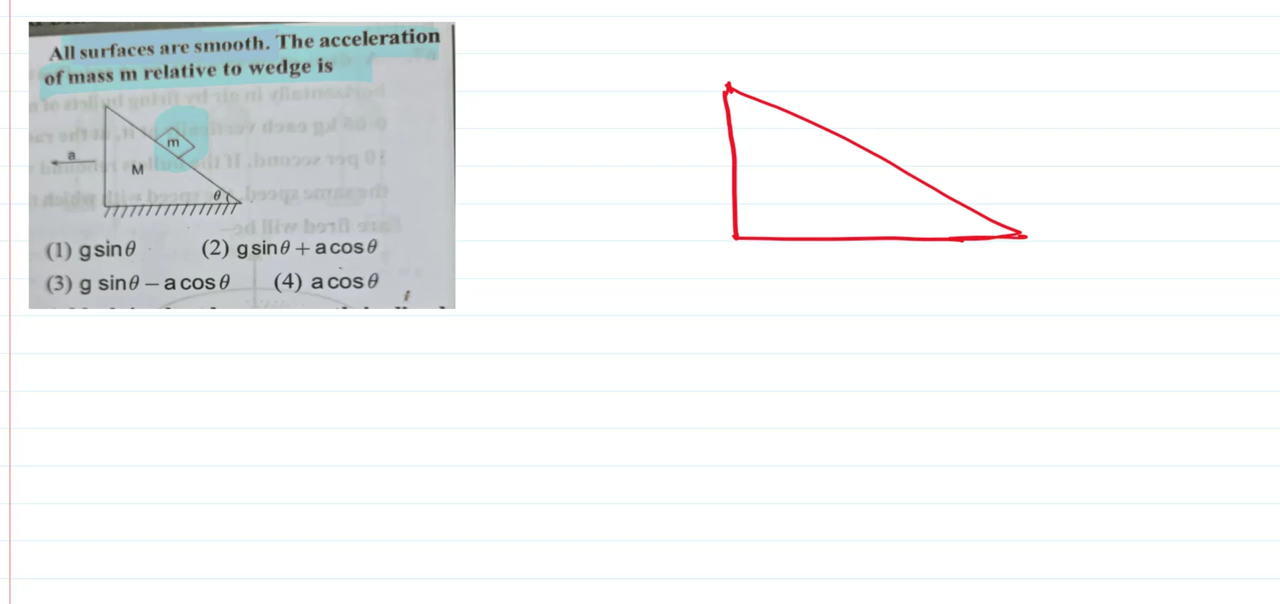 All surfaces are smooth. The acceleration
of mass m relative to wedge is
m
a
M
θ
(1) g sin θ (2) g sin θ + a cos θ
(3) g sin θ – a cos θ (4) a cos θ